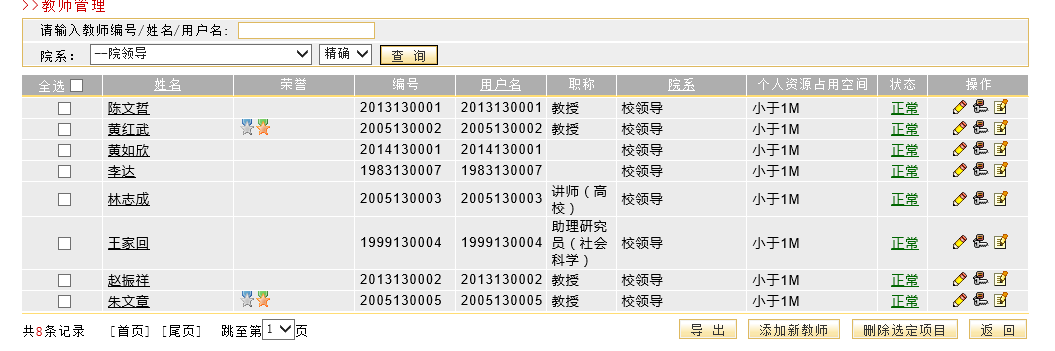 >>教师管理
请输入教师编号/姓名/用户名:
院系: --院领导 精确 查 询
全选 姓名 荣誉 编号 用户名 职称 院系 个人资源占用空间 状态 操作
陈文哲 2013130001 2013130001 教授 校领导 小于1M 正常
黄红武 2005130002 2005130002 教授 校领导 小于1M 正常
黄如欣 2014130001 2014130001 校领导 小于1M 正常
李达 1983130007 1983130007 校领导 小于1M 正常
林志成 2005130003 2005130003 讲师（高校） 校领导 小于1M 正常
王家回 1999130004 1999130004 助理研究员（社会科学） 校领导 小于1M 正常
赵振祥 2013130002 2013130002 教授 校领导 小于1M 正常
朱文章 2005130005 2005130005 教授 校领导 小于1M 正常
共8条记录 [首页] [尾页] 跳至第1页 导 出 添加新教师 删除选定项目 返 回